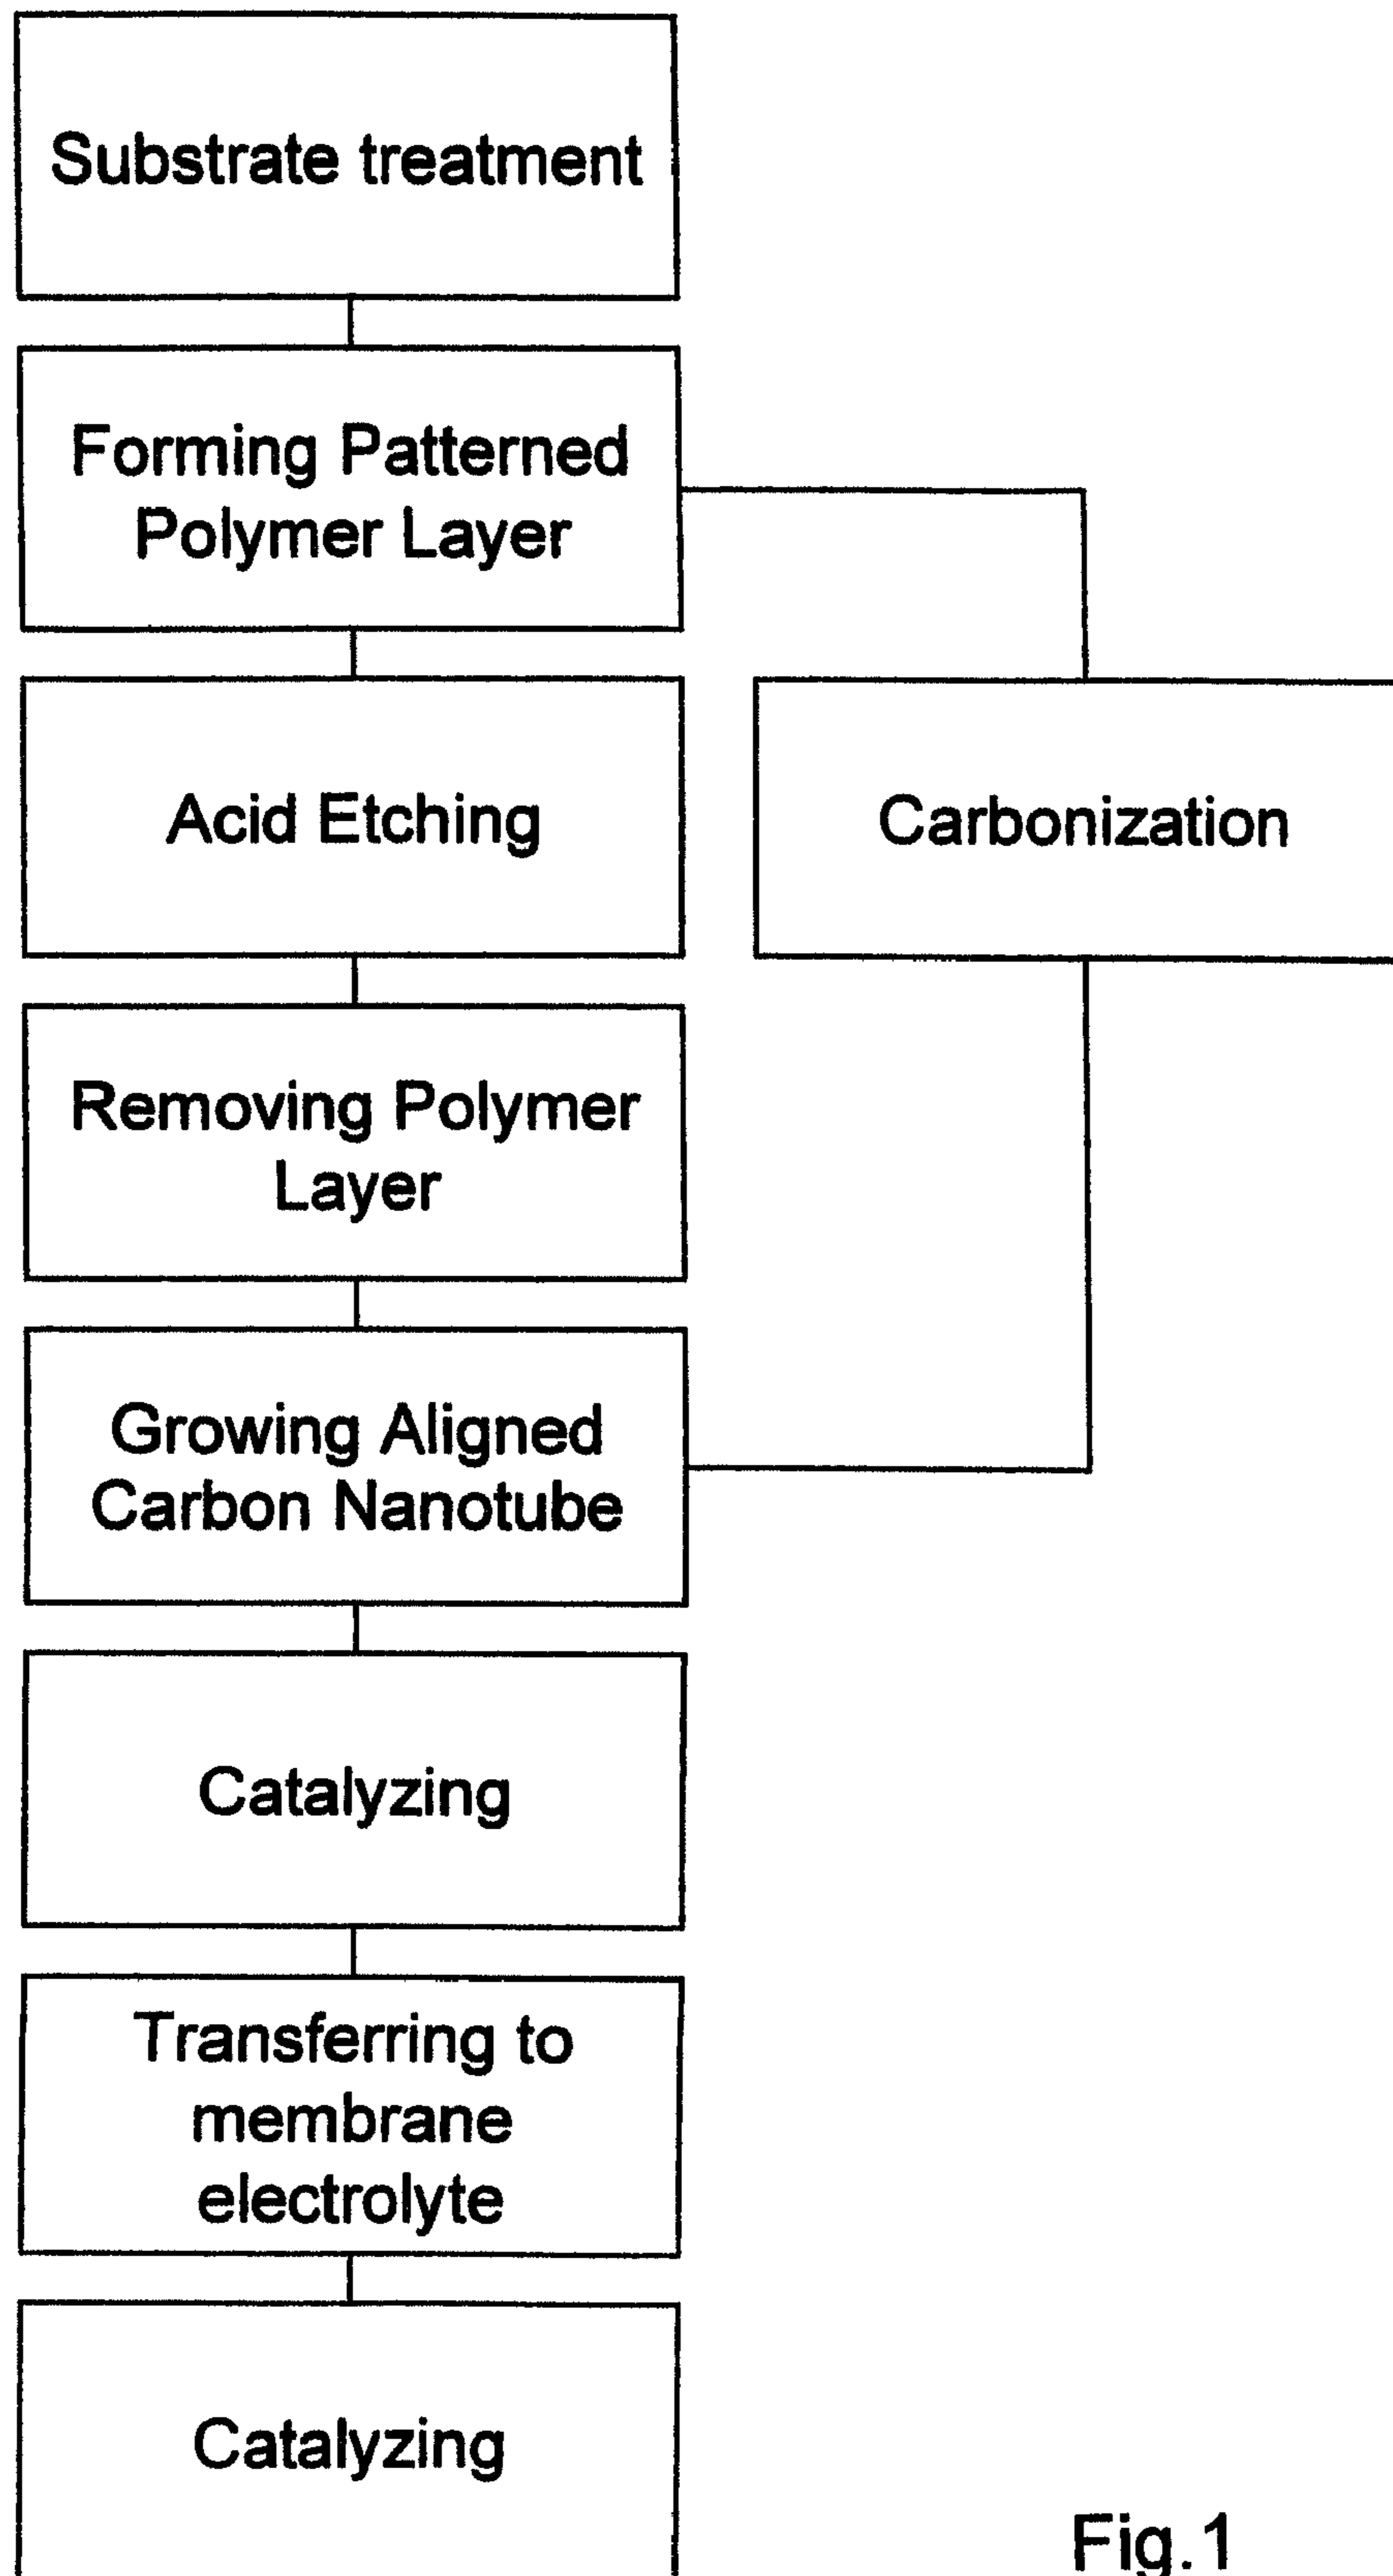 Substrate treatment
Forming Patterned
Polymer Layer
Acid Etching
Carbonization
Removing Polymer
Layer
Growing Aligned
Carbon Nanotube
Catalyzing
Transferring to
membrane
electrolyte
Catalyzing
Fig.1